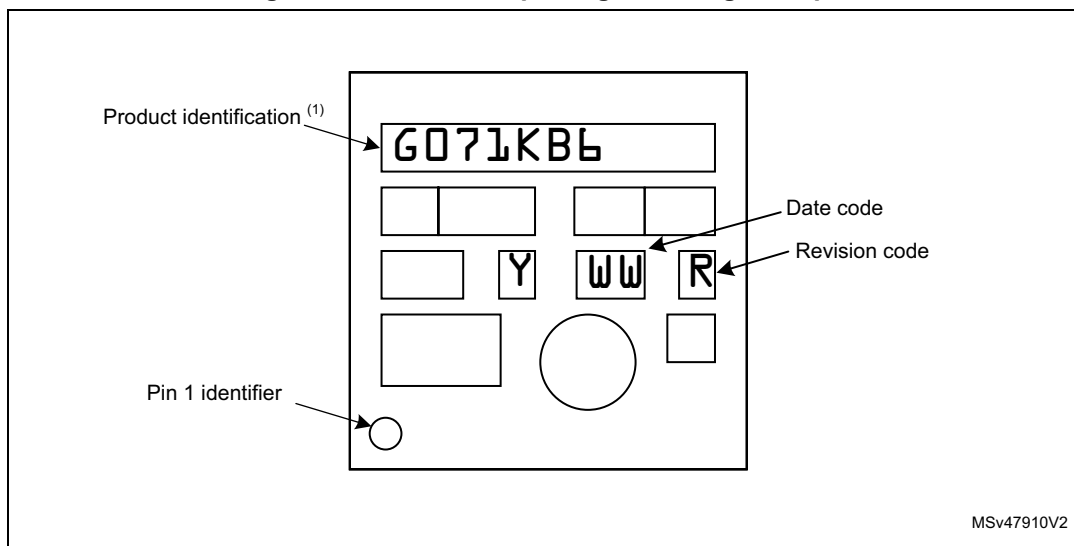 Product identification (1)
G071KB6
Date code
Revision code
Y WW R
Pin 1 identifier
MSv47910V2